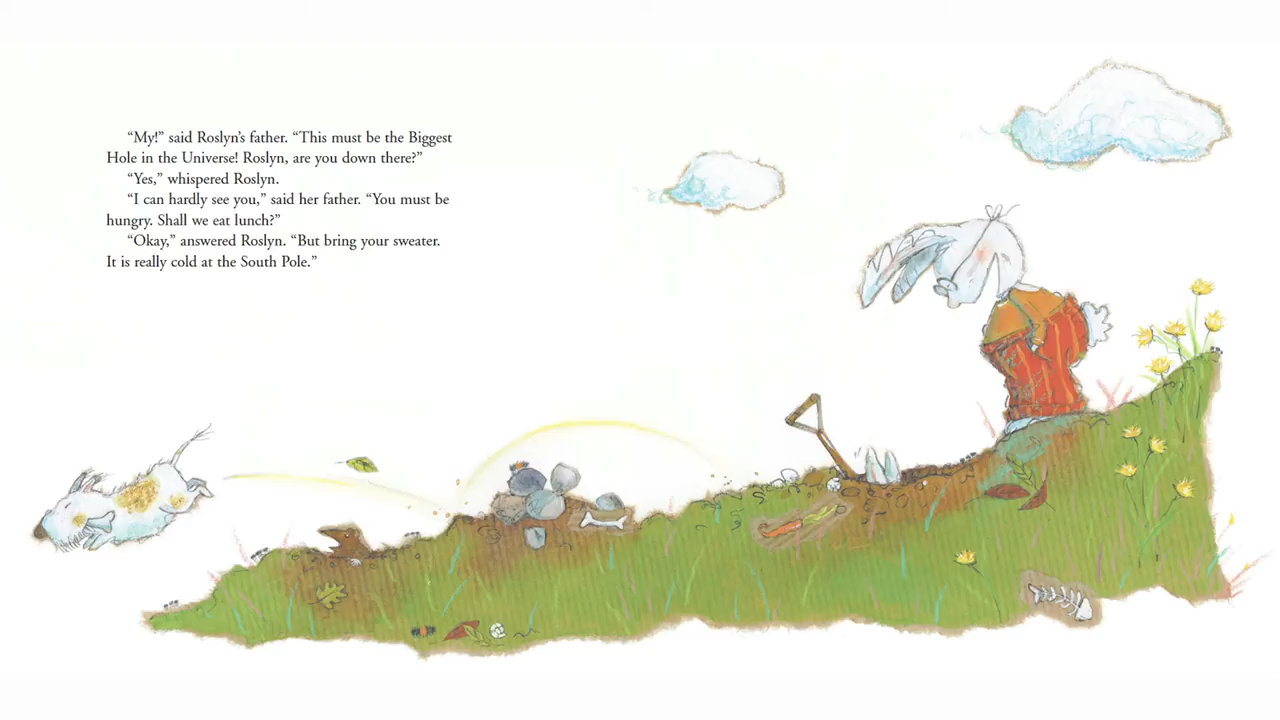 “My!” said Roslyn’s father. “This must be the Biggest
Hole in the Universe! Roslyn, are you down there?”
“Yes,” whispered Roslyn.
“I can hardly see you,” said her father. “You must be
hungry. Shall we eat lunch?”
“Okay,” answered Roslyn. “But bring your sweater.
It is really cold at the South Pole.”